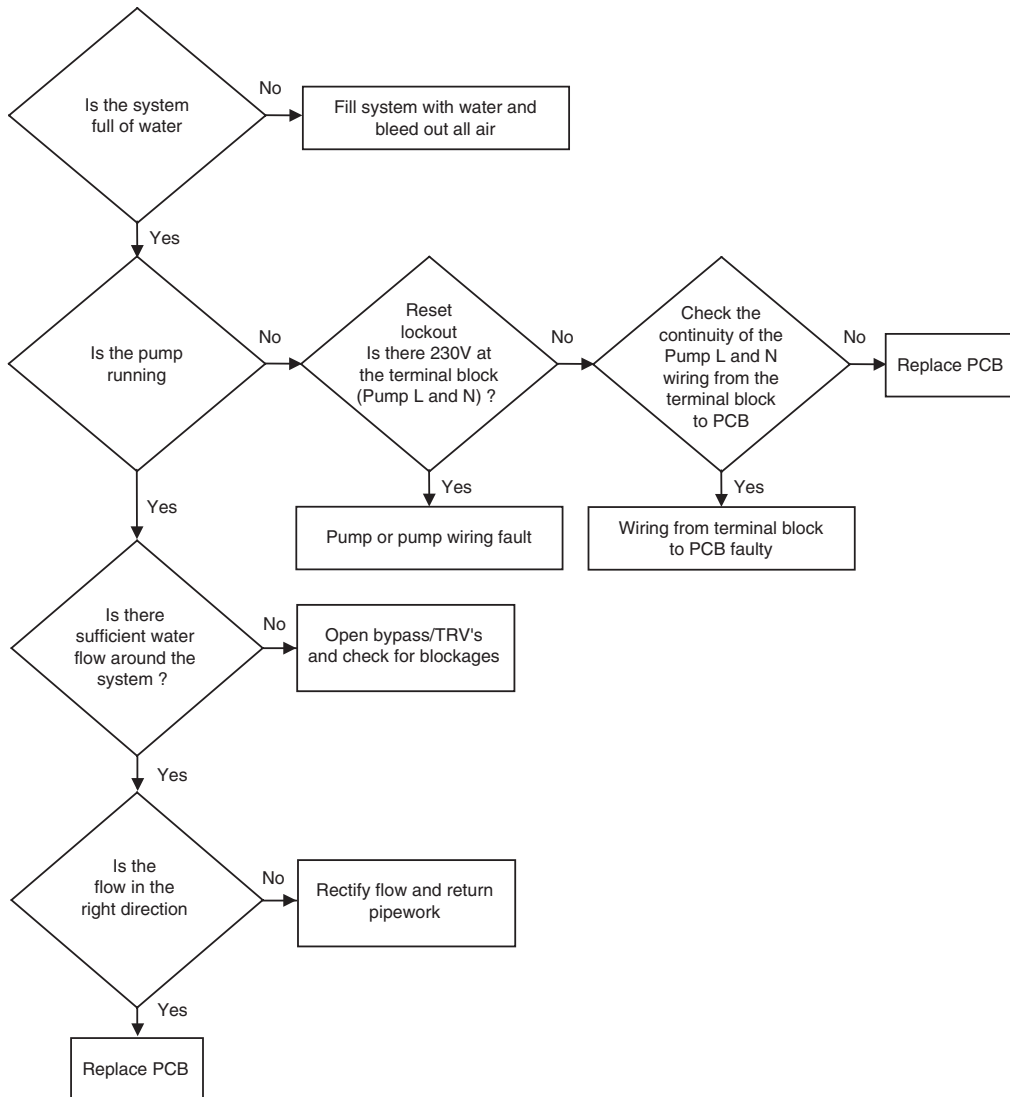 Is the system
full of water
No
Fill system with water and
bleed out all air
Yes
Is the pump
running
No
Reset
lockout
Is there 230V at
the terminal block
(Pump L and N) ?
No
Check the
continuity of the
Pump L and N
wiring from the
terminal block
to PCB
No
Replace PCB
Yes
Yes
Pump or pump wiring fault
Yes
Wiring from terminal block
to PCB faulty
Is there
sufficient water
flow around the
system ?
No
Open bypass/TRV's
and check for blockages
Yes
Is the
flow in the
right direction
No
Rectify flow and return
pipework
Yes
Replace PCB